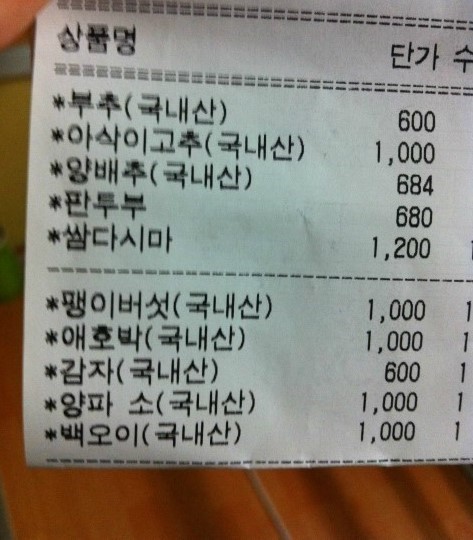 상품명 단가 수
*부추(국내산) 600
*아삭이고추(국내산) 1,000
*양배추(국내산) 684
*판두부 680
*쌈다시마 1,200
*팽이버섯(국내산) 1,000 1
*애호박(국내산) 1,000 1
*감자(국내산) 600 1
*양파 소(국내산) 1,000 1
*백오이(국내산) 1,000 1